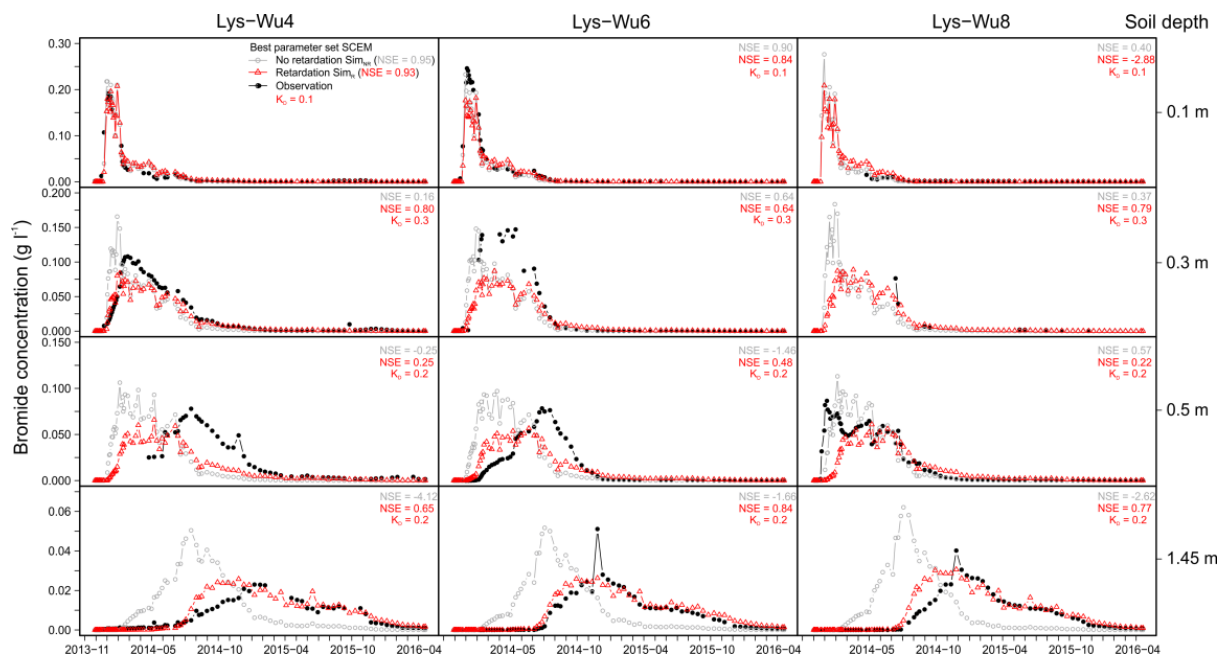 Lys−Wu4 Lys−Wu6 Lys−Wu8 Soil depth
Bromide concentration (g l⁻¹)
0.30
0.20
0.10
0.00
Best parameter set SCEM
No retardation Sim_NR (NSE = 0.95)
Retardation Sim_R (NSE = 0.93)
Observation
K_D = 0.1
NSE = 0.90
NSE = 0.84
K_D = 0.1
NSE = 0.40
NSE = -2.88
K_D = 0.1
0.1 m
0.200
0.150
0.100
0.050
0.000
NSE = 0.16
NSE = 0.80
K_D = 0.3
NSE = 0.64
NSE = 0.64
K_D = 0.3
NSE = 0.37
NSE = 0.79
K_D = 0.3
0.3 m
0.150
0.100
0.050
0.000
NSE = -0.25
NSE = 0.25
K_D = 0.2
NSE = -1.46
NSE = 0.48
K_D = 0.2
NSE = 0.57
NSE = 0.22
K_D = 0.2
0.5 m
0.06
0.04
0.02
0.00
NSE = -4.12
NSE = 0.65
K_D = 0.2
NSE = -1.66
NSE = 0.84
K_D = 0.2
NSE = -2.62
NSE = 0.77
K_D = 0.2
1.45 m
2013−11 2014−05 2014−10 2015−04 2015−10 2016−04 2014−05 2014−10 2015−04 2015−10 2016−04 2014−05 2014−10 2015−04 2015−10 2016−04